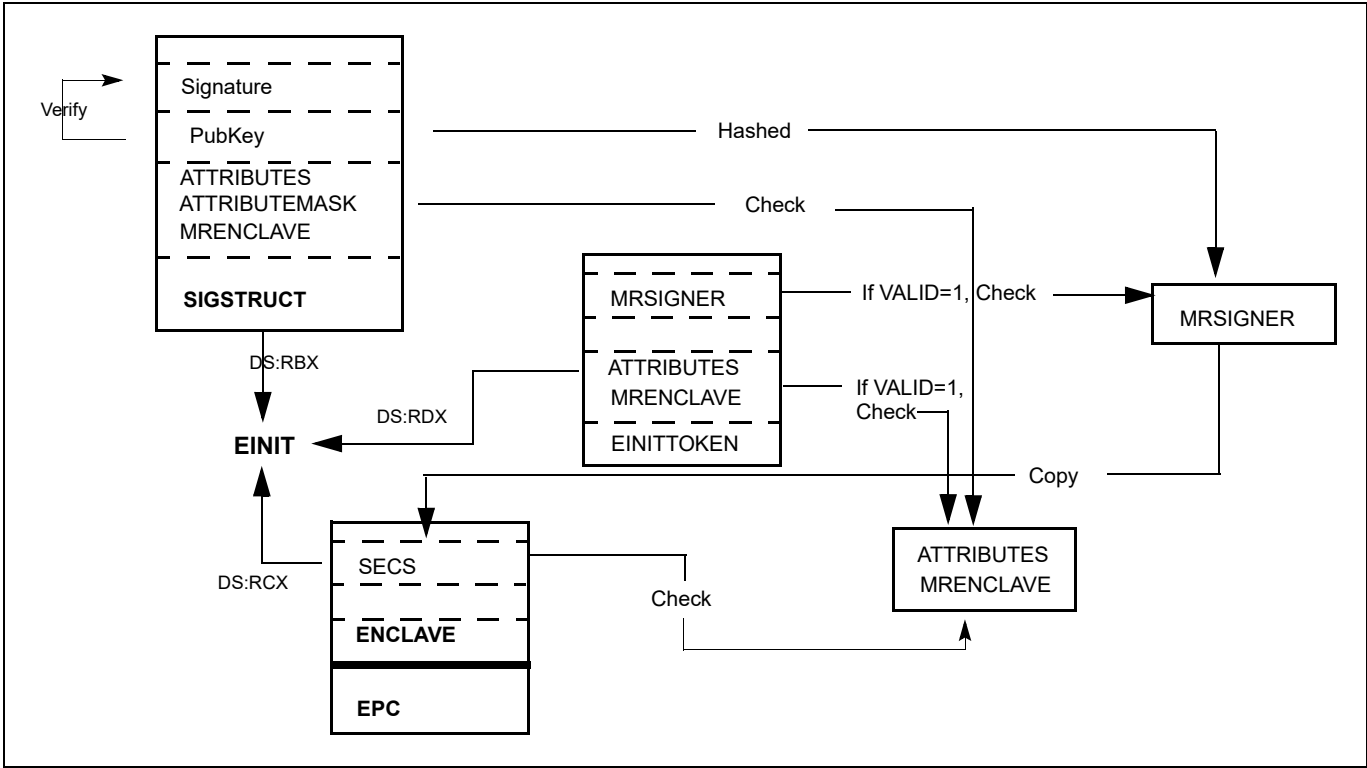 Signature
Verify
PubKey
Hashed
ATTRIBUTES
ATTRIBUTEMASK
MRENCLAVE
Check
SIGSTRUCT
MRSIGNER
If VALID=1, Check
MRSIGNER
DS:RBX
ATTRIBUTES
MRENCLAVE
If VALID=1,
Check
DS:RDX
EINIT
EINITTOKEN
Copy
SECS
DS:RCX
Check
ATTRIBUTES
MRENCLAVE
ENCLAVE
EPC